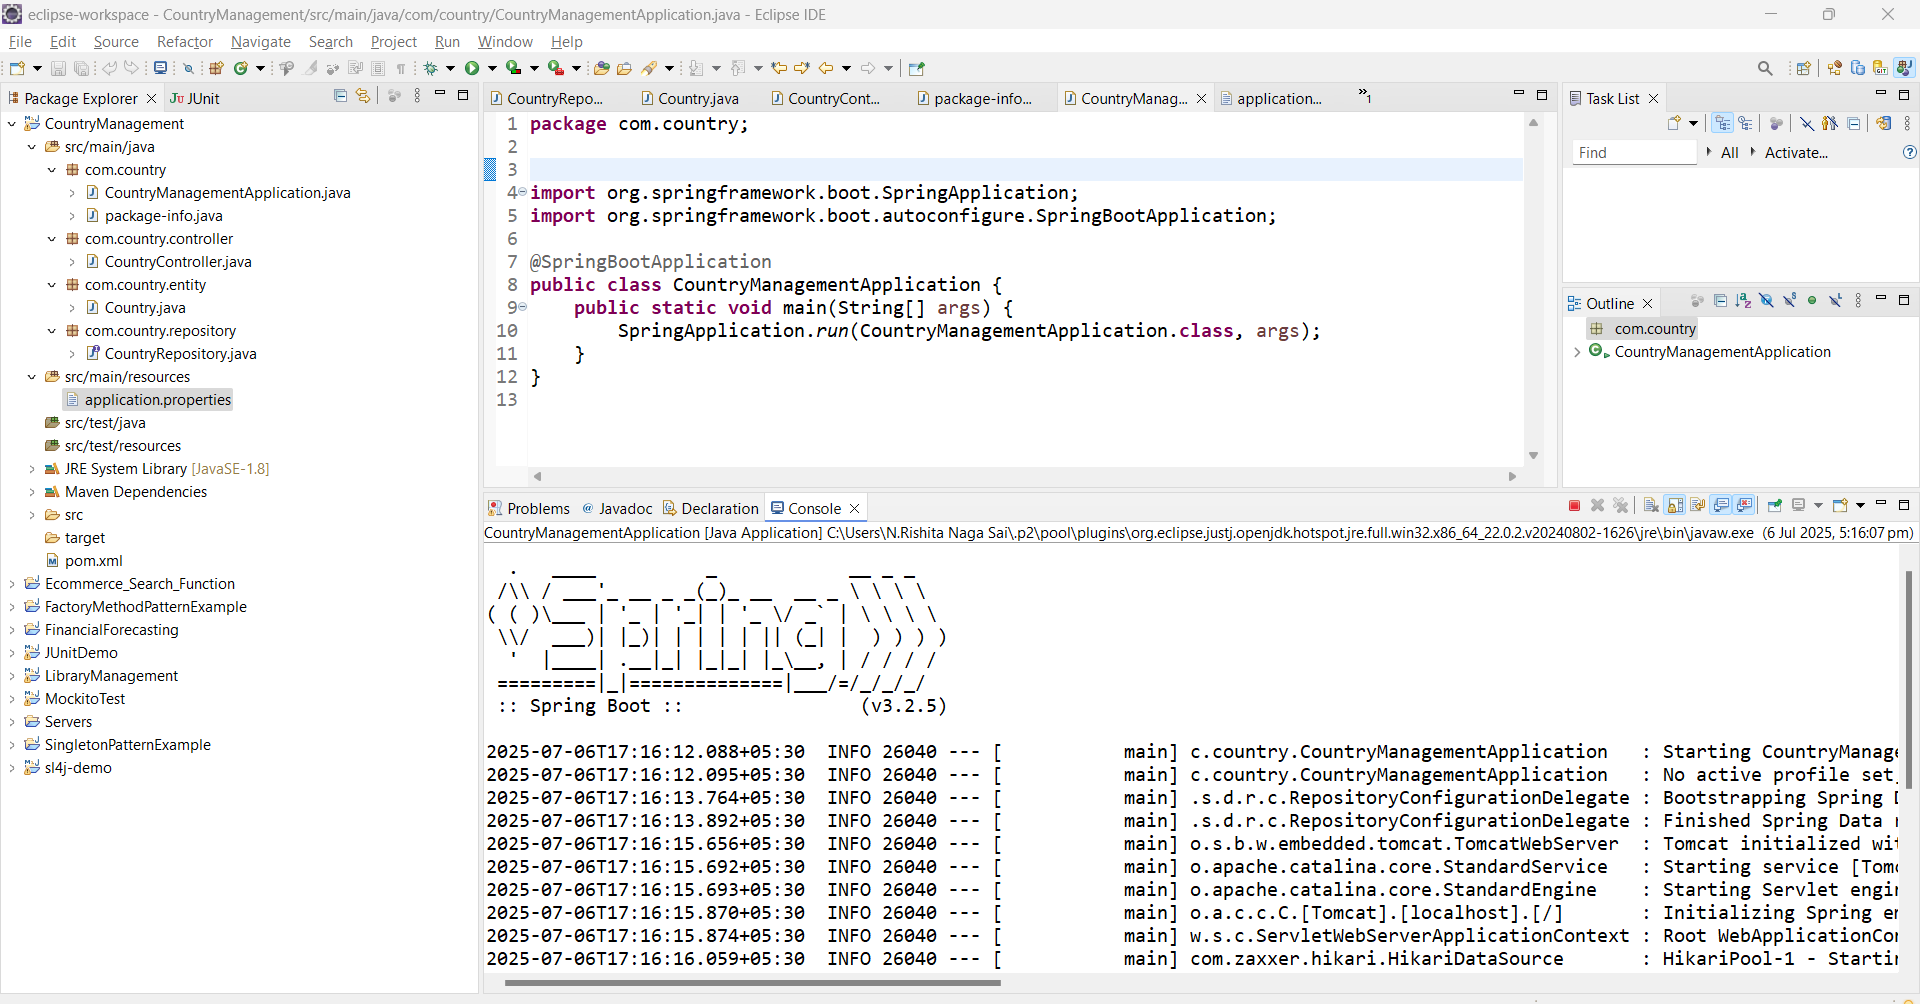 eclipse-workspace - CountryManagement/src/main/java/com/country/CountryManagementApplication.java - Eclipse IDE
File Edit Source Refactor Navigate Search Project Run Window Help
Package Explorer
JUnit
CountryManagement
src/main/java
com.country
CountryManagementApplication.java
package-info.java
com.country.controller
CountryController.java
com.country.entity
Country.java
com.country.repository
CountryRepository.java
src/main/resources
application.properties
src/test/java
src/test/resources
JRE System Library [JavaSE-1.8]
Maven Dependencies
src
target
pom.xml
Ecommerce_Search_Function
FactoryMethodPatternExample
FinancialForecasting
JUnitDemo
LibraryManagement
MockitoTest
Servers
SingletonPatternExample
sl4j-demo
CountryRepo... Country.java CountryCont... package-info... CountryManag... application... »1
1 package com.country;
2
3
4 import org.springframework.boot.SpringApplication;
5 import org.springframework.boot.autoconfigure.SpringBootApplication;
6
7 @SpringBootApplication
8 public class CountryManagementApplication {
9     public static void main(String[] args) {
10         SpringApplication.run(CountryManagementApplication.class, args);
11     }
12 }
13
Task List
Find All Activate...
Outline
com.country
CountryManagementApplication
Problems Javadoc Declaration Console
CountryManagementApplication [Java Application] C:\Users\N.Rishita Naga Sai\.p2\pool\plugins\org.eclipse.justj.openjdk.hotspot.jre.full.win32.x86_64_22.0.2.v20240802-1626\jre\bin\javaw.exe (6 Jul 2025, 5:16:07 pm)
  .   ____          _            __ _ _
 /\\ / ___'_ __ _ _(_)_ __  __ _ \ \ \ \
( ( )\___ | '_ | '_| | '_ \/ _` | \ \ \ \
 \\/  ___)| |_)| | | | | || (_| |  ) ) ) )
  '  |____| .__|_| |_|_| |_\__, | / / / /
 =========|_|==============|___/=/_/_/_/
 :: Spring Boot ::                (v3.2.5)
2025-07-06T17:16:12.088+05:30  INFO 26040 --- [           main] c.country.CountryManagementApplication   : Starting CountryManage
2025-07-06T17:16:12.095+05:30  INFO 26040 --- [           main] c.country.CountryManagementApplication   : No active profile set,
2025-07-06T17:16:13.764+05:30  INFO 26040 --- [           main] .s.d.r.c.RepositoryConfigurationDelegate : Bootstrapping Spring D
2025-07-06T17:16:13.892+05:30  INFO 26040 --- [           main] .s.d.r.c.RepositoryConfigurationDelegate : Finished Spring Data r
2025-07-06T17:16:15.656+05:30  INFO 26040 --- [           main] o.s.b.w.embedded.tomcat.TomcatWebServer  : Tomcat initialized wit
2025-07-06T17:16:15.692+05:30  INFO 26040 --- [           main] o.apache.catalina.core.StandardService   : Starting service [Tomc
2025-07-06T17:16:15.693+05:30  INFO 26040 --- [           main] o.apache.catalina.core.StandardEngine    : Starting Servlet engin
2025-07-06T17:16:15.870+05:30  INFO 26040 --- [           main] o.a.c.c.C.[Tomcat].[localhost].[/]       : Initializing Spring em
2025-07-06T17:16:15.874+05:30  INFO 26040 --- [           main] w.s.c.ServletWebServerApplicationContext : Root WebApplicationCon
2025-07-06T17:16:16.059+05:30  INFO 26040 --- [           main] com.zaxxer.hikari.HikariDataSource       : HikariPool-1 - Startin